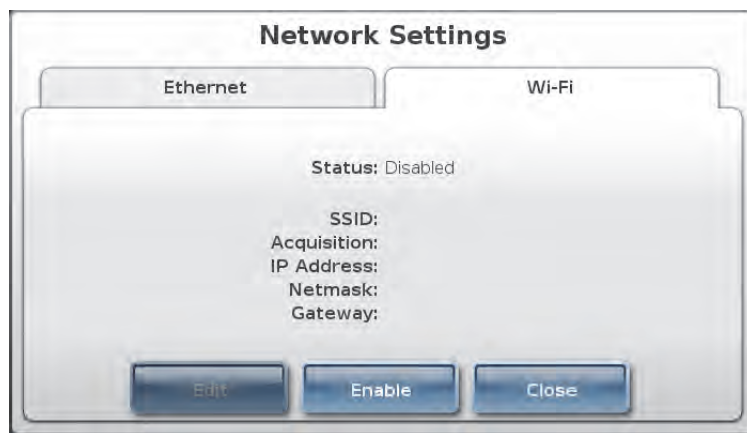 Network Settings
Ethernet
Wi-Fi
Status: Disabled
SSID:
Acquisition:
IP Address:
Netmask:
Gateway:
Edit
Enable
Close